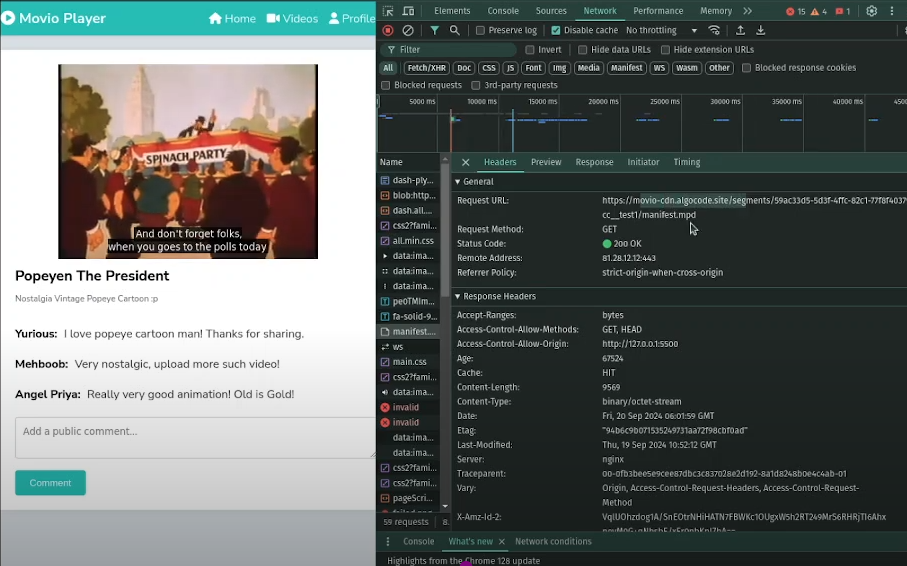 Movio Player
Home
Videos
Profile
SPINACH PARTY
And don't forget folks,
when you goes to the polls today
Popeyen The President
Nostalgia Vintage Popeye Cartoon :p
Yurious: I love popeye cartoon man! Thanks for sharing.
Mehboob: Very nostalgic, upload more such video!
Angel Priya: Really very good animation! Old is Gold!
Add a public comment...
Comment
Elements Console Sources Network Performance Memory 15 4 1
Preserve log Disable cache No throttling
Filter Invert Hide data URLs Hide extension URLs
All Fetch/XHR Doc CSS JS Font Img Media Manifest WS Wasm Other Blocked response cookies
Blocked requests 3rd-party requests
5000 ms 10000 ms 15000 ms 20000 ms 25000 ms 30000 ms 35000 ms 40000 ms
Name
dash-ply...
blob:http...
dash.all....
css2?fami...
all.min.css
data:ima...
data:ima...
data:ima...
pe0TMIm...
fa-solid-9...
manifest....
ws
main.css
css2?fami...
data:ima...
invalid
invalid
data:ima...
data:ima...
css2?fami...
css2?fami...
pageScri...
59 requests 8.
Headers Preview Response Initiator Timing
General
Request URL: https://movio-cdn.algocode.site/segments/59ac33d5-5d3f-4ffc-82c1-77f8f4037
cc__test1/manifest.mpd
Request Method: GET
Status Code: 200 OK
Remote Address: 81.28.12.12:443
Referrer Policy: strict-origin-when-cross-origin
Response Headers
Accept-Ranges: bytes
Access-Control-Allow-Methods: GET, HEAD
Access-Control-Allow-Origin: http://127.0.0.1:5500
Age: 67524
Cache: HIT
Content-Length: 9569
Content-Type: binary/octet-stream
Date: Fri, 20 Sep 2024 06:01:59 GMT
Etag: "94b6c9b071535249731aa72f98cbf0ad"
Last-Modified: Thu, 19 Sep 2024 10:52:12 GMT
Server: nginx
Traceparent: 00-0fb3bee5e9cee87dbc3c837028e2d192-8a1d8248b0e4c4ab-01
Vary: Origin, Access-Control-Request-Headers, Access-Control-Request-
Method
X-Amz-Id-2:
Console What's new Network conditions
Highlights from the Chrome 128 update